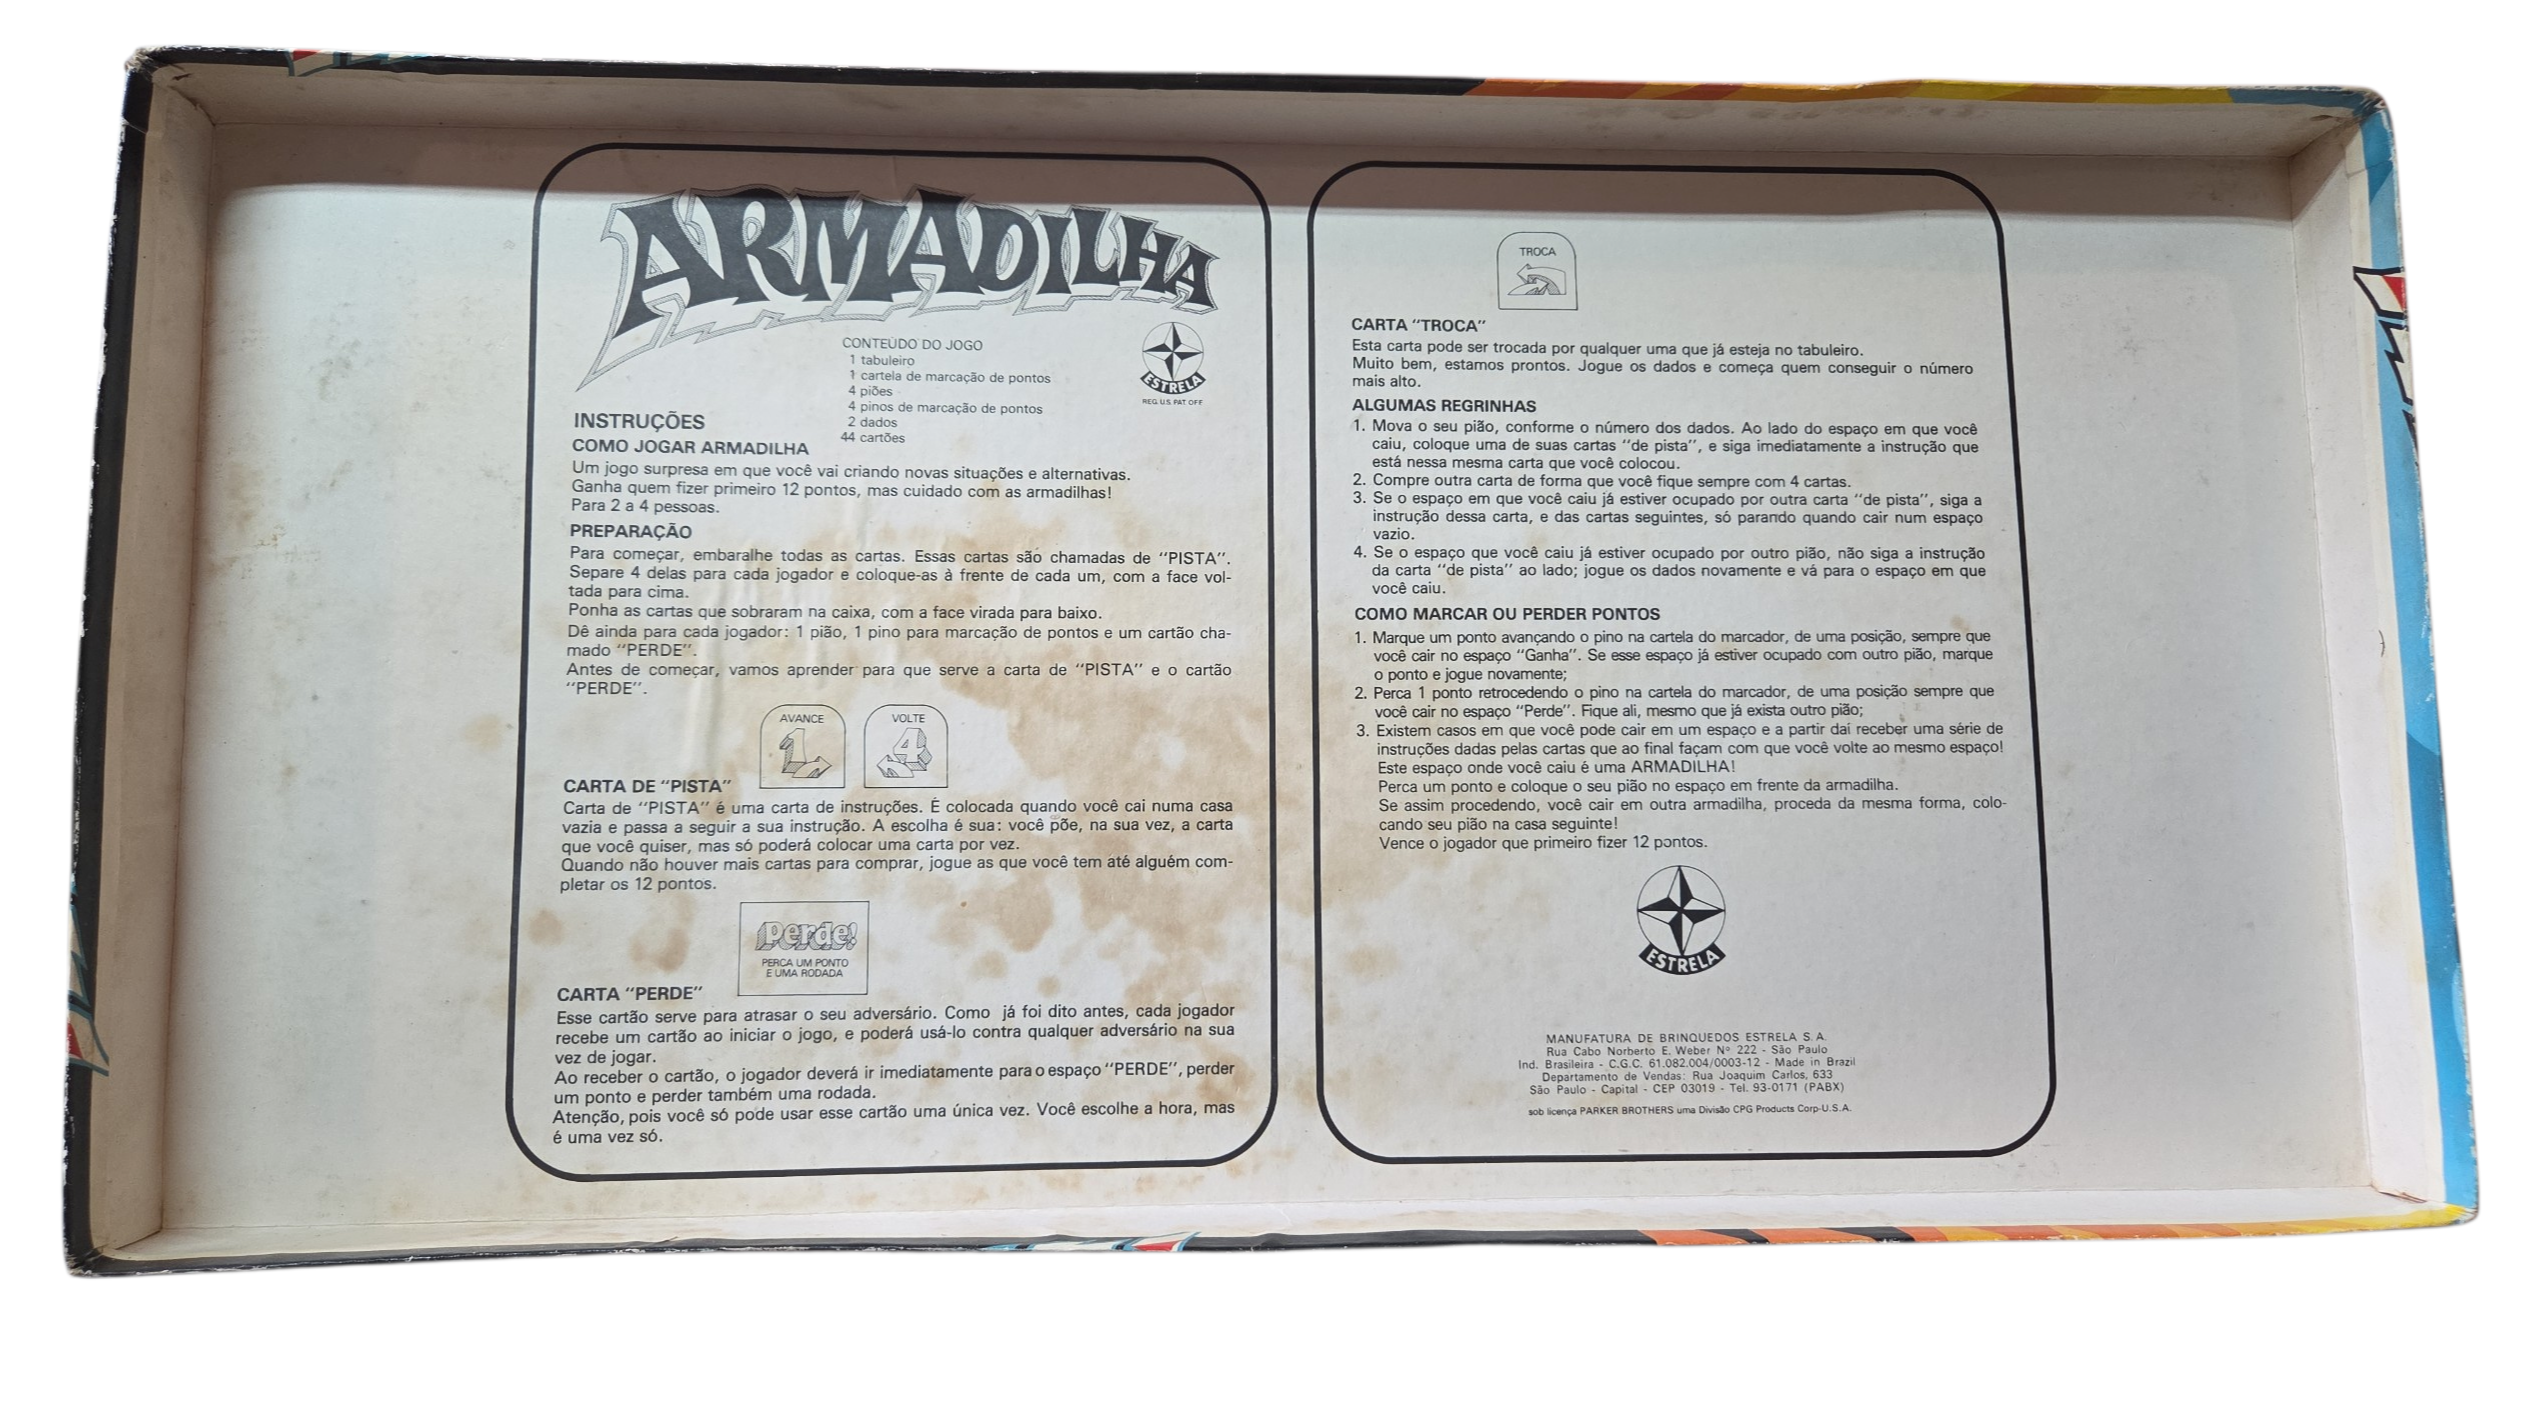 ARMADILHA
CONTEÚDO DO JOGO
1 tabuleiro
1 cartela de marcação de pontos
4 piões
4 pinos de marcação de pontos
2 dados
44 cartões
ESTRELA
REG. U.S. PAT. OFF
INSTRUÇÕES
COMO JOGAR ARMADILHA
Um jogo surpresa em que você vai criando novas situações e alternativas.
Ganha quem fizer primeiro 12 pontos, mas cuidado com as armadilhas!
Para 2 a 4 pessoas.
PREPARAÇÃO
Para começar, embaralhe todas as cartas. Essas cartas são chamadas de "PISTA".
Separe 4 delas para cada jogador e coloque-as à frente de cada um, com a face vol-
tada para cima.
Ponha as cartas que sobraram na caixa, com a face virada para baixo.
Dê ainda para cada jogador: 1 pião, 1 pino para marcação de pontos e um cartão cha-
mado "PERDE".
Antes de começar, vamos aprender para que serve a carta de "PISTA" e o cartão
"PERDE".
AVANCE
1
VOLTE
4
CARTA DE "PISTA"
Carta de "PISTA" é uma carta de instruções. É colocada quando você cai numa casa
vazia e passa a seguir a sua instrução. A escolha é sua: você põe, na sua vez, a carta
que você quiser, mas só poderá colocar uma carta por vez.
Quando não houver mais cartas para comprar, jogue as que você tem até alguém com-
pletar os 12 pontos.
Perde!
PERCA UM PONTO
E UMA RODADA
CARTA "PERDE"
Esse cartão serve para atrasar o seu adversário. Como já foi dito antes, cada jogador
recebe um cartão ao iniciar o jogo, e poderá usá-lo contra qualquer adversário na sua
vez de jogar.
Ao receber o cartão, o jogador deverá ir imediatamente para o espaço "PERDE", perder
um ponto e perder também uma rodada.
Atenção, pois você só pode usar esse cartão uma única vez. Você escolhe a hora, mas
é uma vez só.
TROCA
CARTA "TROCA"
Esta carta pode ser trocada por qualquer uma que já esteja no tabuleiro.
Muito bem, estamos prontos. Jogue os dados e começa quem conseguir o número
mais alto.
ALGUMAS REGRINHAS
1. Mova o seu pião, conforme o número dos dados. Ao lado do espaço em que você
caiu, coloque uma de suas cartas "de pista", e siga imediatamente a instrução que
está nessa mesma carta que você colocou.
2. Compre outra carta de forma que você fique sempre com 4 cartas.
3. Se o espaço em que você caiu já estiver ocupado por outra carta "de pista", siga a
instrução dessa carta, e das cartas seguintes, só parando quando cair num espaço
vazio.
4. Se o espaço que você caiu já estiver ocupado por outro pião, não siga a instrução
da carta "de pista" ao lado; jogue os dados novamente e vá para o espaço em que
você caiu.
COMO MARCAR OU PERDER PONTOS
1. Marque um ponto avançando o pino na cartela do marcador, de uma posição, sempre que
você cair no espaço "Ganha". Se esse espaço já estiver ocupado com outro pião, marque
o ponto e jogue novamente;
2. Perca 1 ponto retrocedendo o pino na cartela do marcador, de uma posição sempre que
você cair no espaço "Perde". Fique ali, mesmo que já exista outro pião;
3. Existem casos em que você pode cair em um espaço e a partir daí receber uma série de
instruções dadas pelas cartas que ao final façam com que você volte ao mesmo espaço!
Este espaço onde você caiu é uma ARMADILHA!
Perca um ponto e coloque o seu pião no espaço em frente da armadilha.
Se assim procedendo, você cair em outra armadilha, proceda da mesma forma, colo-
cando seu pião na casa seguinte!
Vence o jogador que primeiro fizer 12 pontos.
ESTRELA
MANUFATURA DE BRINQUEDOS ESTRELA S.A.
Rua Cabo Norberto E. Weber Nº 222 - São Paulo
Ind. Brasileira - C.G.C. 61.082.004/0003-12 - Made in Brazil
Departamento de Vendas: Rua Joaquim Carlos, 633
São Paulo - Capital - CEP 03019 - Tel. 93-0171 (PABX)
sob licença PARKER BROTHERS uma Divisão CPG Products Corp-U.S.A.